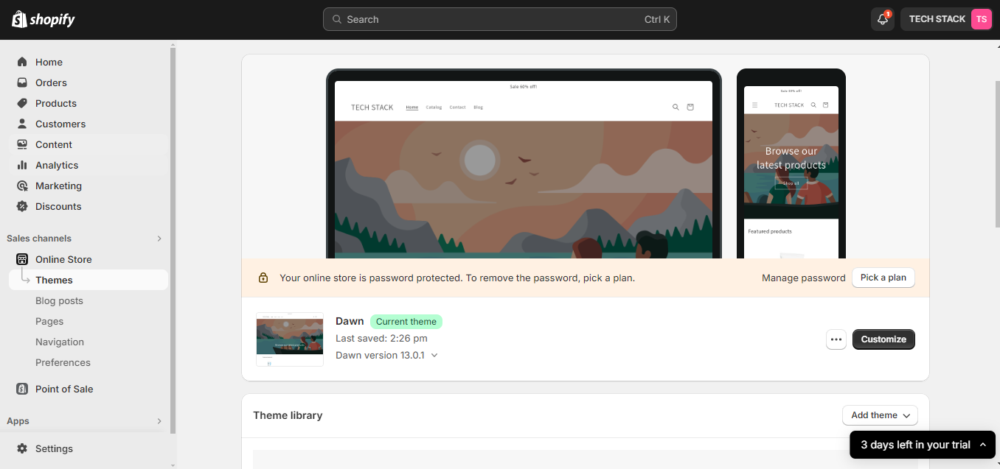 shopify
Search
Ctrl K
1
TECH STACK
TS
Home
Orders
Products
Customers
Content
Analytics
Marketing
Discounts
Sales channels
Online Store
Themes
Blog posts
Pages
Navigation
Preferences
Point of Sale
Apps
Settings
Sale 60% off!
TECH STACK Home Catalog Contact Blog
Sale 60% off!
TECH STACK
Browse our
latest products
Shop all
Featured products
Your online store is password protected. To remove the password, pick a plan.
Manage password
Pick a plan
Dawn Current theme
Last saved: 2:26 pm
Dawn version 13.0.1
Customize
Theme library
Add theme
3 days left in your trial